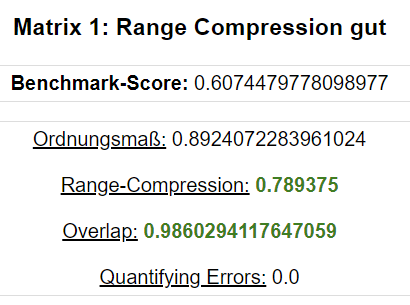 Matrix 1: Range Compression gut
Benchmark-Score: 0.6074479778098977
Ordnungsmaß: 0.8924072283961024
Range-Compression: 0.789375
Overlap: 0.9860294117647059
Quantifying Errors: 0.0